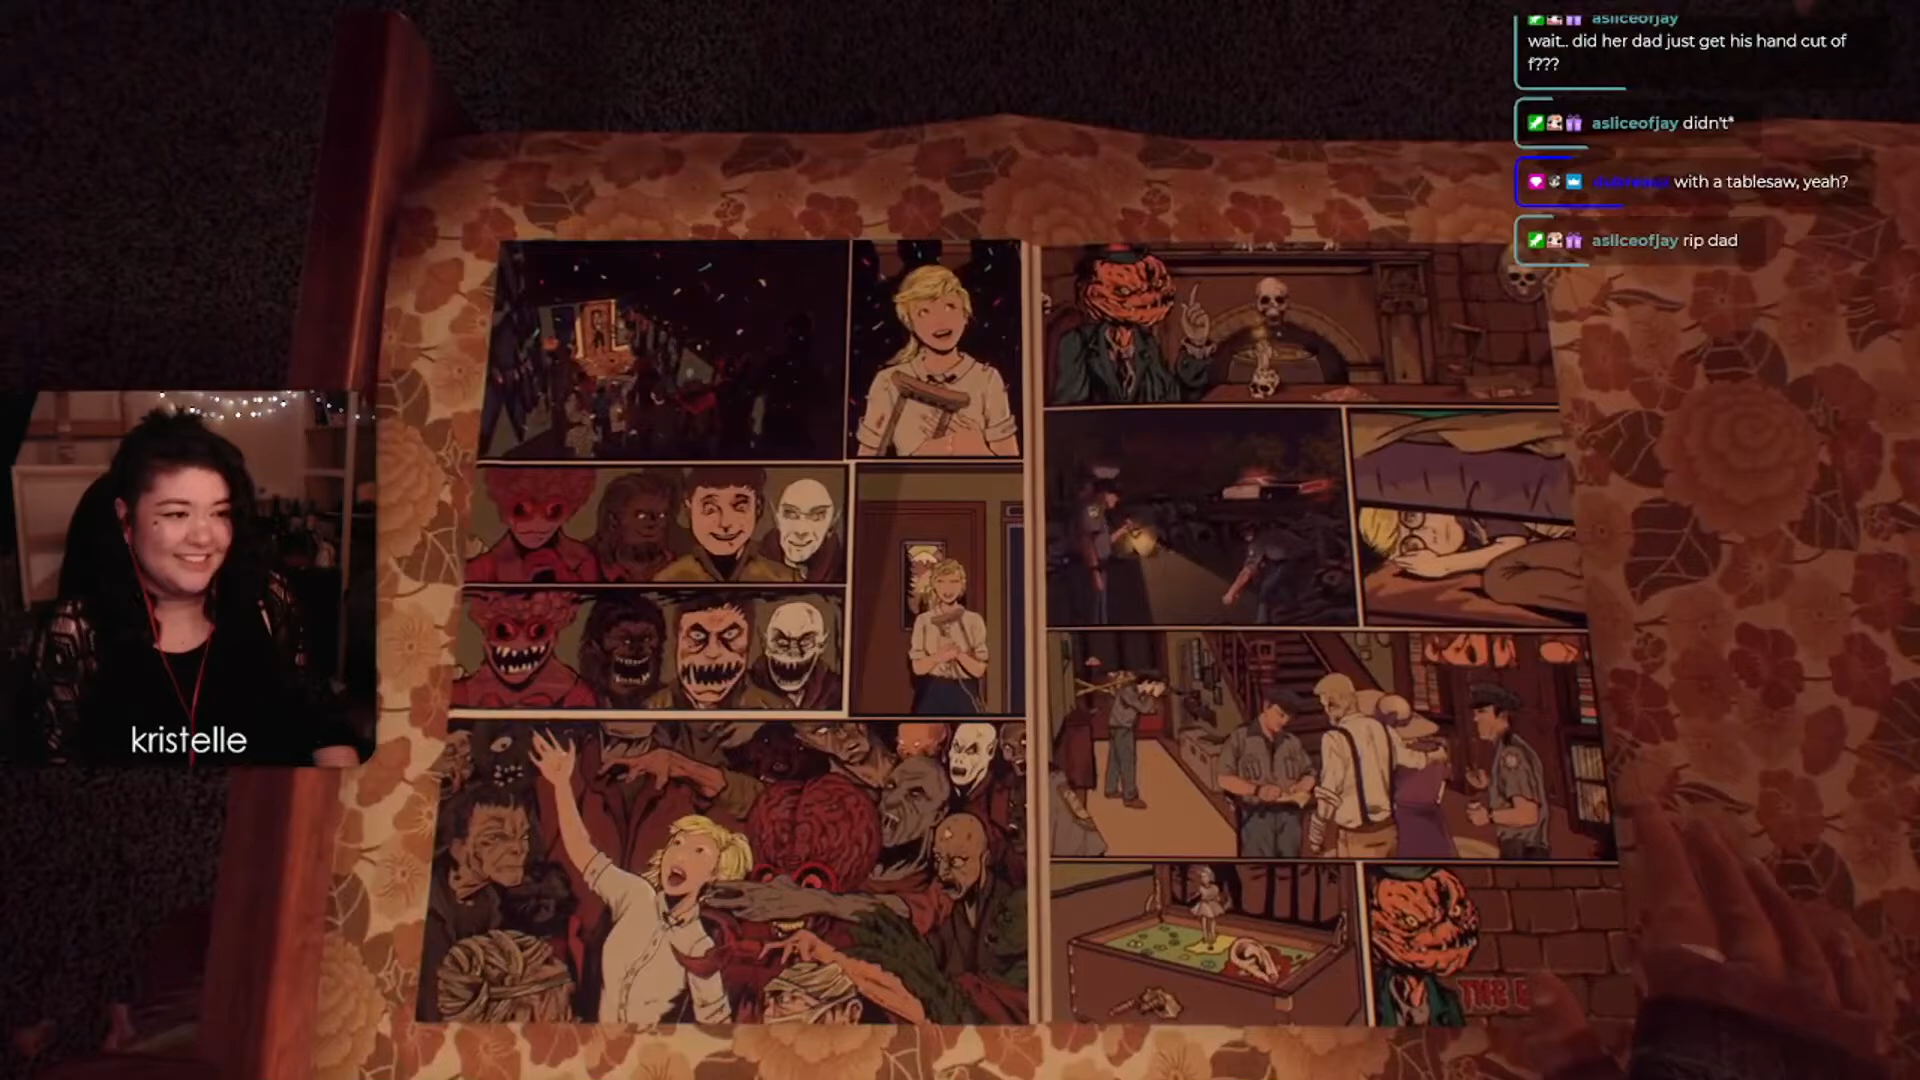 asliceofjay
wait.. did her dad just get his hand cut of
f???
asliceofjay didn't*
with a tablesaw, yeah?
asliceofjay rip dad
kristelle
THE